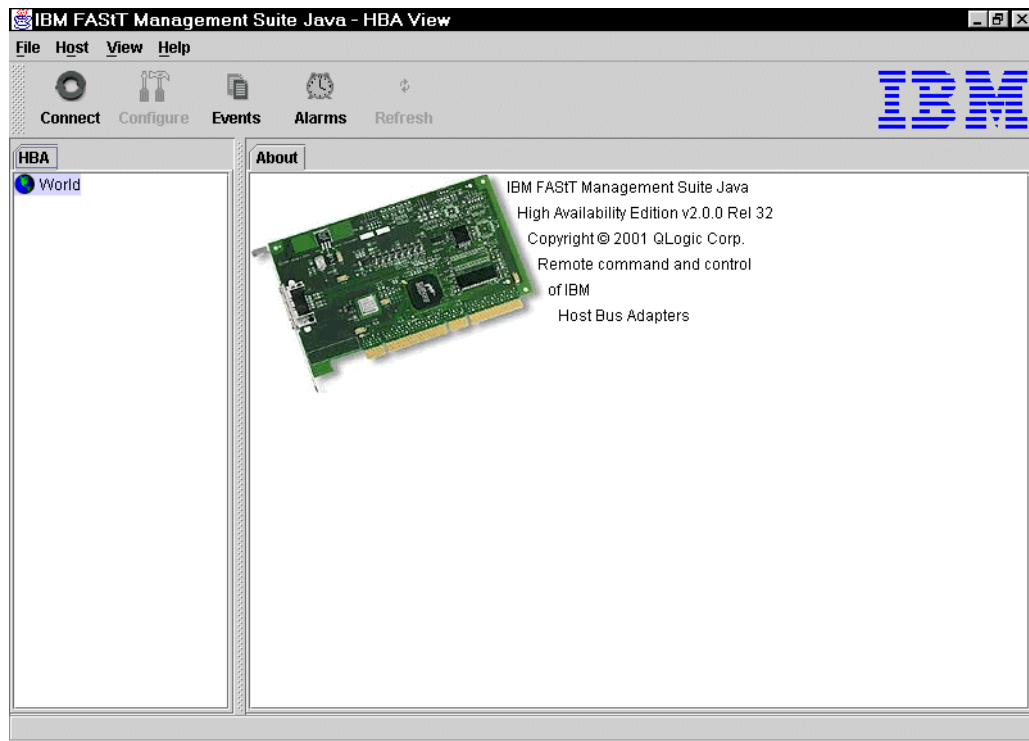 IBM FAStT Management Suite Java - HBA View
File Host View Help
Connect Configure Events Alarms Refresh
IBM
HBA
About
World
IBM FAStT Management Suite Java
High Availability Edition v2.0.0 Rel 32
Copyright © 2001 QLogic Corp.
Remote command and control
of IBM
Host Bus Adapters